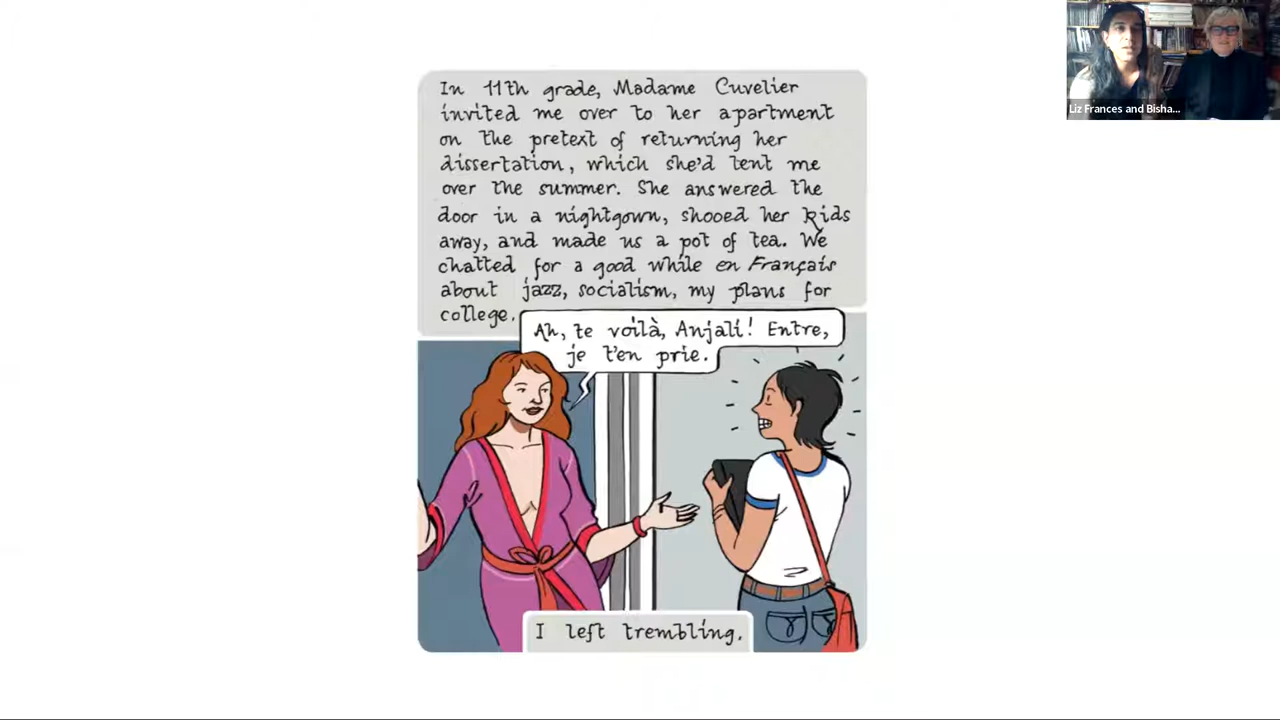 In 11th grade, Madame Cuvelier
invited me over to her apartment
on the pretext of returning her
dissertation, which she'd lent me
over the summer. She answered the
door in a nightgown, shooed her kids
away, and made us a pot of tea. We
chatted for a good while en Français
about jazz, socialism, my plans for
college.
Ah, te voilà, Anjali! Entre,
je t'en prie.
I left trembling.
Liz Frances and Bisha...